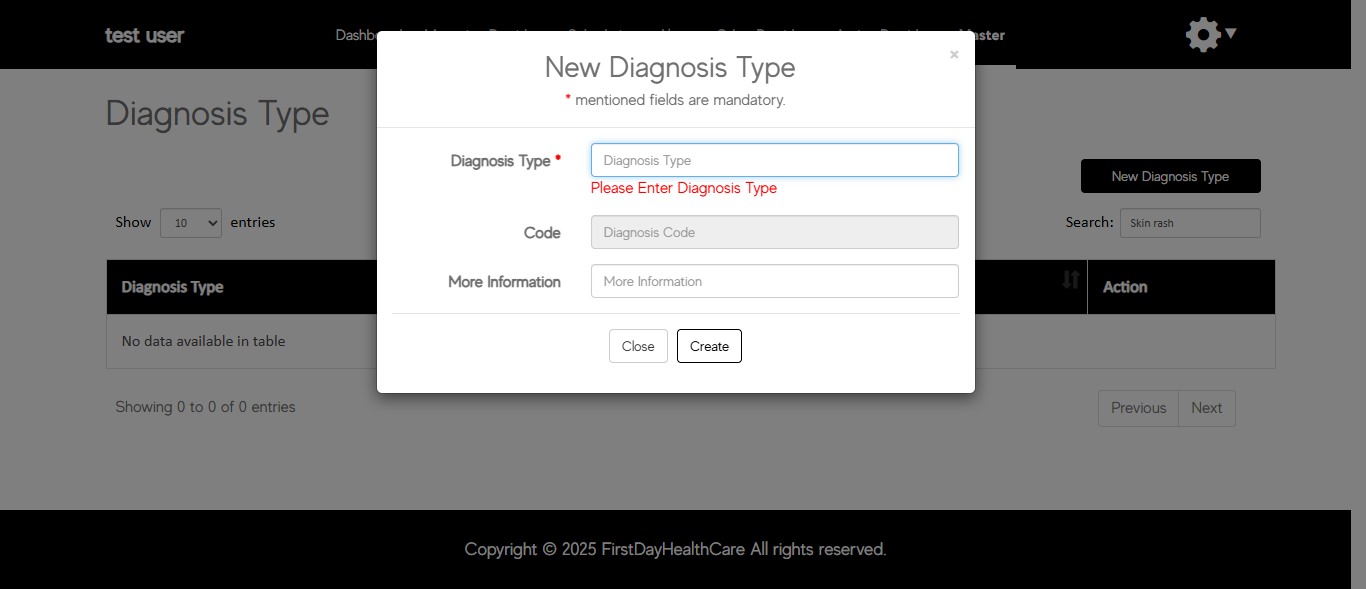 test user
Master
New Diagnosis Type
×
* mentioned fields are mandatory.
Diagnosis Type
Diagnosis Type *
Diagnosis Type
Please Enter Diagnosis Type
New Diagnosis Type
Show 10 entries
Search: Skin rash
Code
Diagnosis Code
More Information
More Information
Diagnosis Type
Action
No data available in table
Close
Create
Showing 0 to 0 of 0 entries
Previous
Next
Copyright © 2025 FirstDayHealthCare All rights reserved.